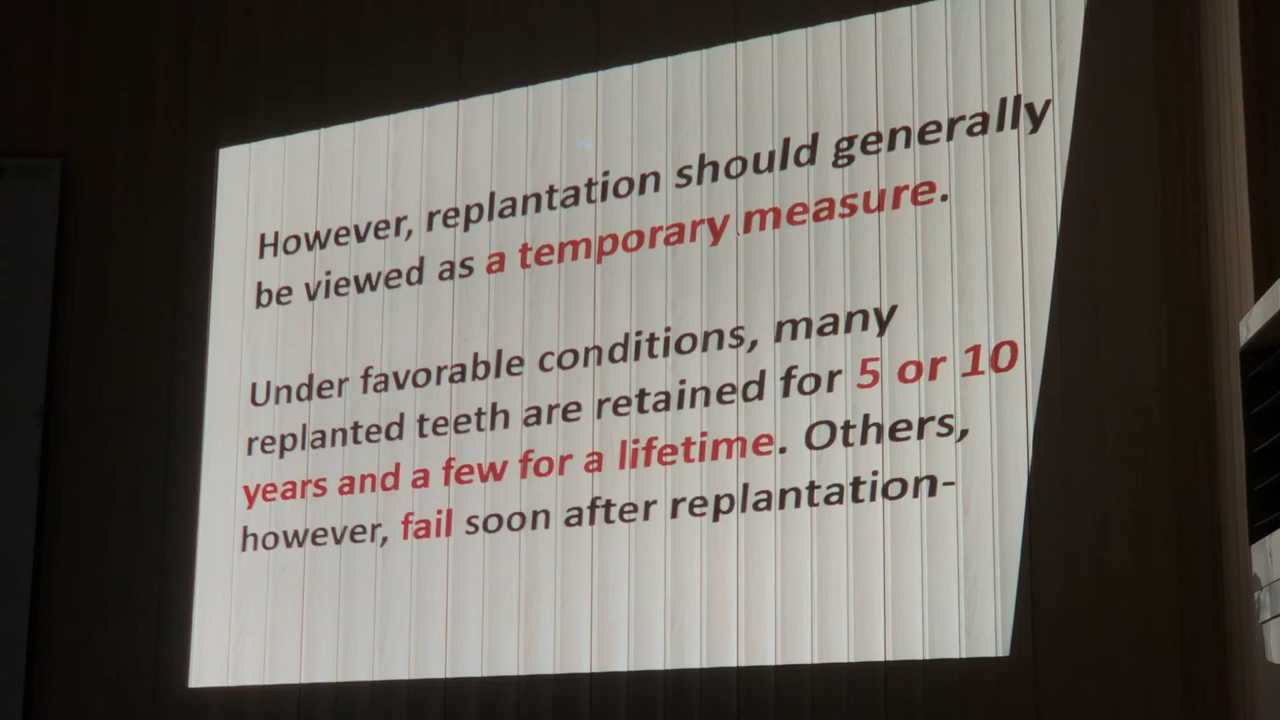 However, replantation should generally
be viewed as a temporary measure.
Under favorable conditions, many
replanted teeth are retained for 5 or 10
years and a few for a lifetime. Others,
however, fail soon after replantation-